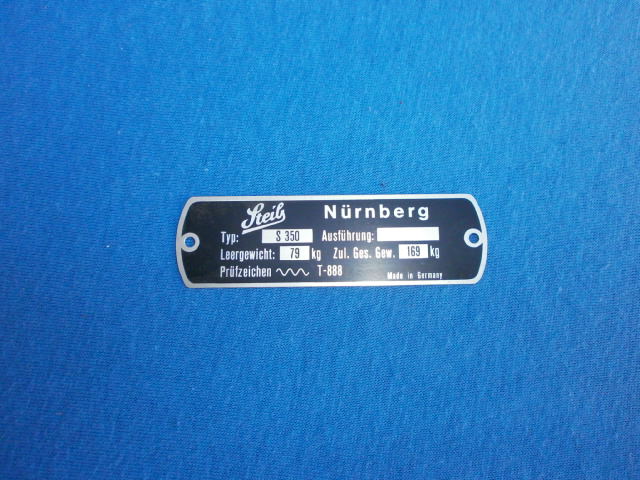 Steib Nürnberg
Typ: S 350 Ausführung:
Leergewicht: 79 kg Zul. Ges. Gew. 169 kg
Prüfzeichen T-888
Made in Germany